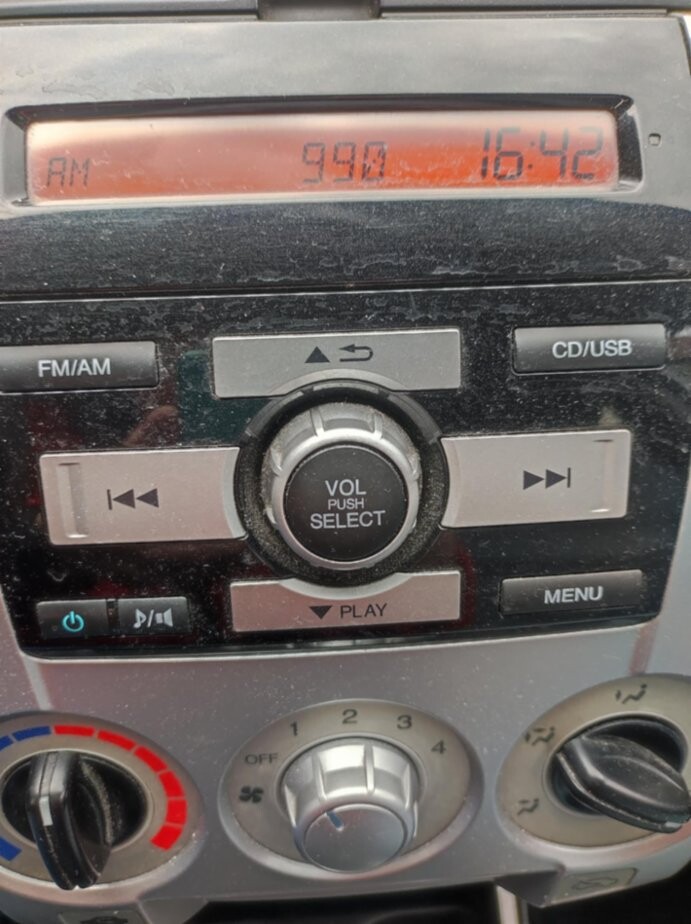 AM 990 16:42
FM/AM
CD/USB
VOL
PUSH
SELECT
MENU
PLAY
OFF 1 2 3 4